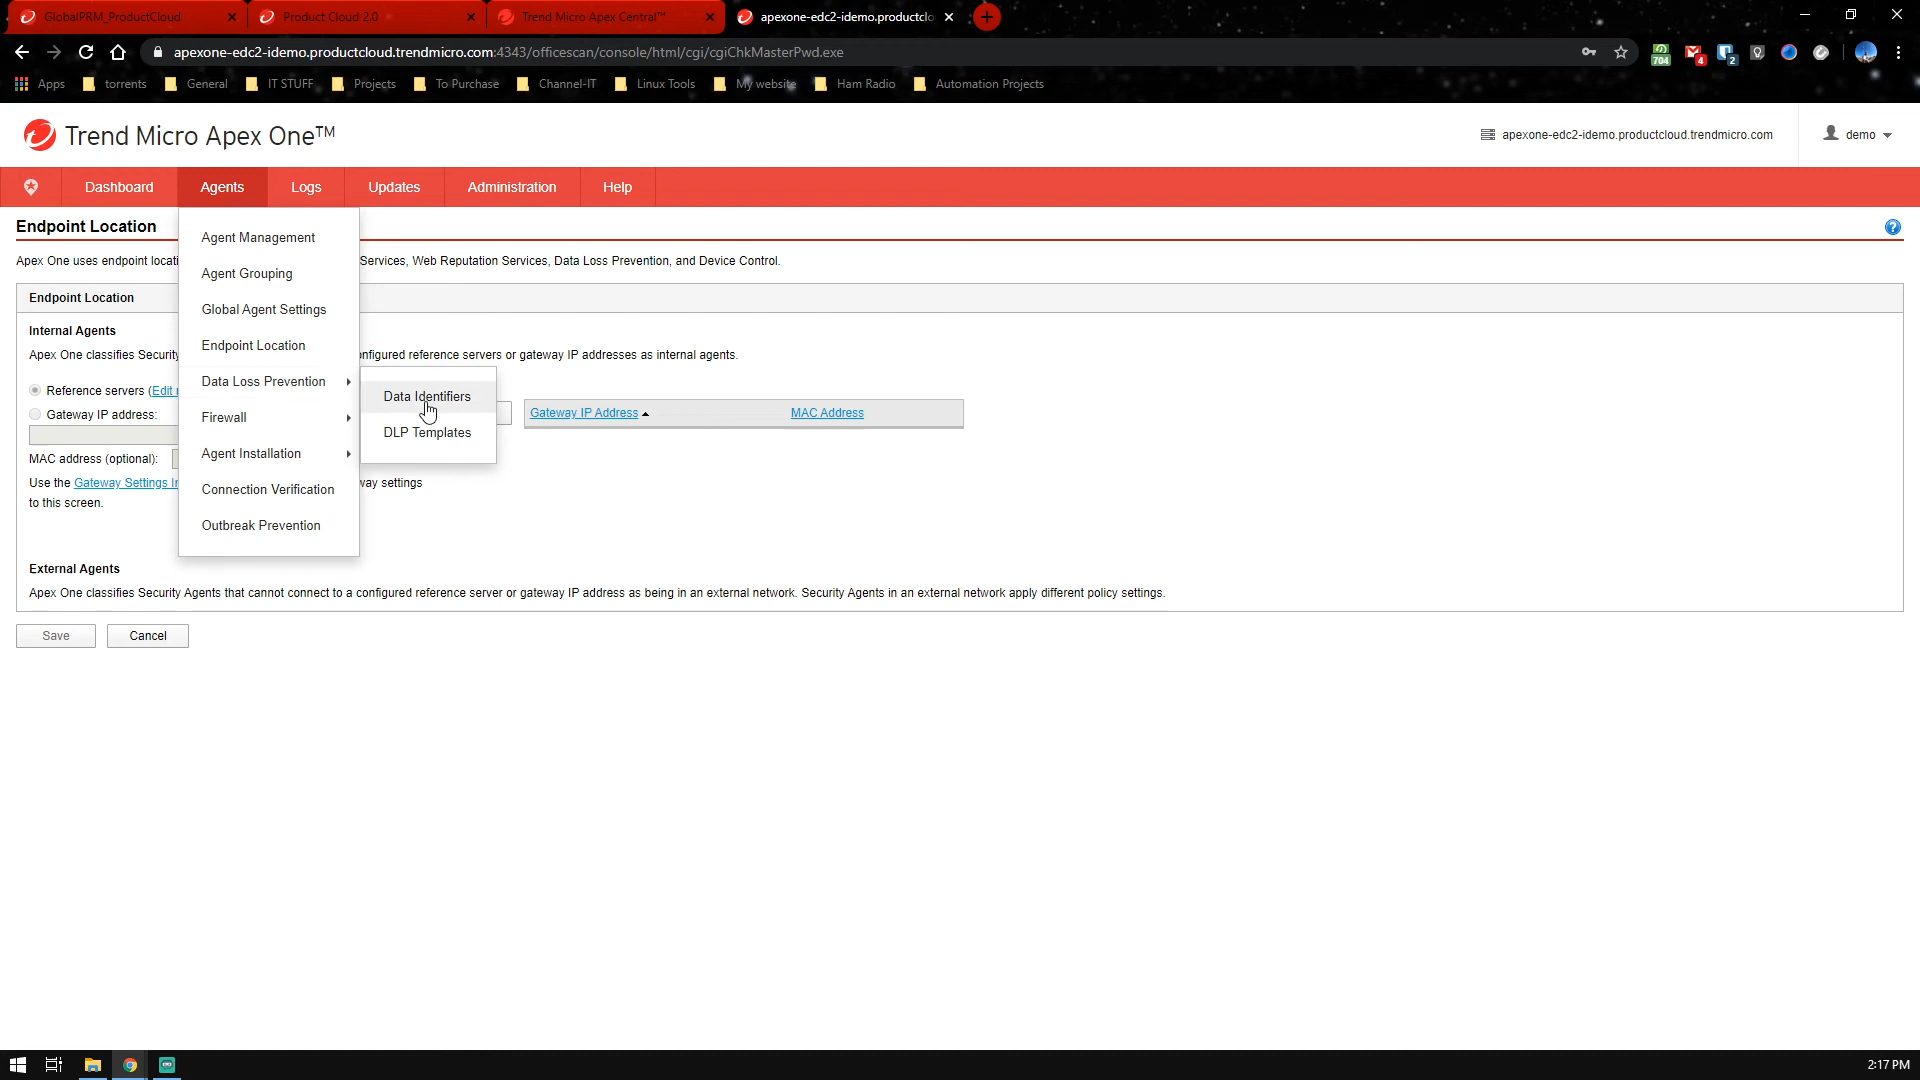 GlobalPRM_ProductCloud
Product Cloud 2.0
Trend Micro Apex Central™
apexone-edc2-idemo.productclo
apexone-edc2-idemo.productcloud.trendmicro.com:4343/officescan/console/html/cgi/cgiChkMasterPwd.exe
704
4
2
Apps
torrents
General
IT STUFF
Projects
To Purchase
Channel-IT
Linux Tools
My website
Ham Radio
Automation Projects
Trend Micro Apex One™
apexone-edc2-idemo.productcloud.trendmicro.com
demo
Dashboard
Agents
Logs
Updates
Administration
Help
Endpoint Location
?
Apex One uses endpoint locati
Services, Web Reputation Services, Data Loss Prevention, and Device Control.
Endpoint Location
Internal Agents
Apex One classifies Security
nfigured reference servers or gateway IP addresses as internal agents.
Reference servers (Edit
Gateway IP address:
MAC address (optional):
Use the Gateway Settings I
way settings
to this screen.
Gateway IP Address
MAC Address
Agent Management
Agent Grouping
Global Agent Settings
Endpoint Location
Data Loss Prevention
Firewall
Agent Installation
Connection Verification
Outbreak Prevention
Data Identifiers
DLP Templates
External Agents
Apex One classifies Security Agents that cannot connect to a configured reference server or gateway IP address as being in an external network. Security Agents in an external network apply different policy settings.
Save
Cancel
2:17 PM